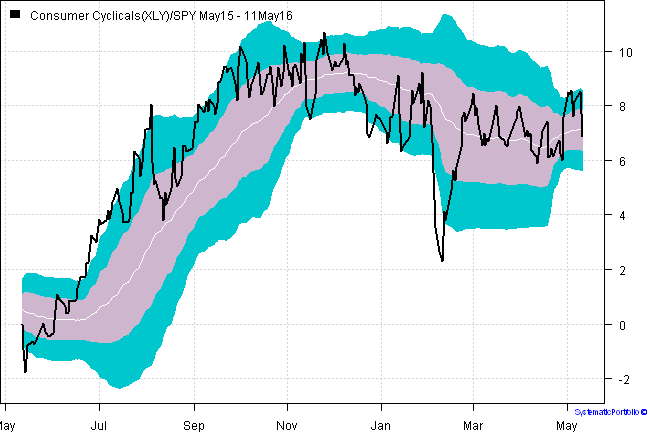 Consumer Cyclicals(XLY)/SPY May15 - 11May16
10
8
6
4
2
0
-2
May Jul Sep Nov Jan Mar May
SystematicPortfolio ©